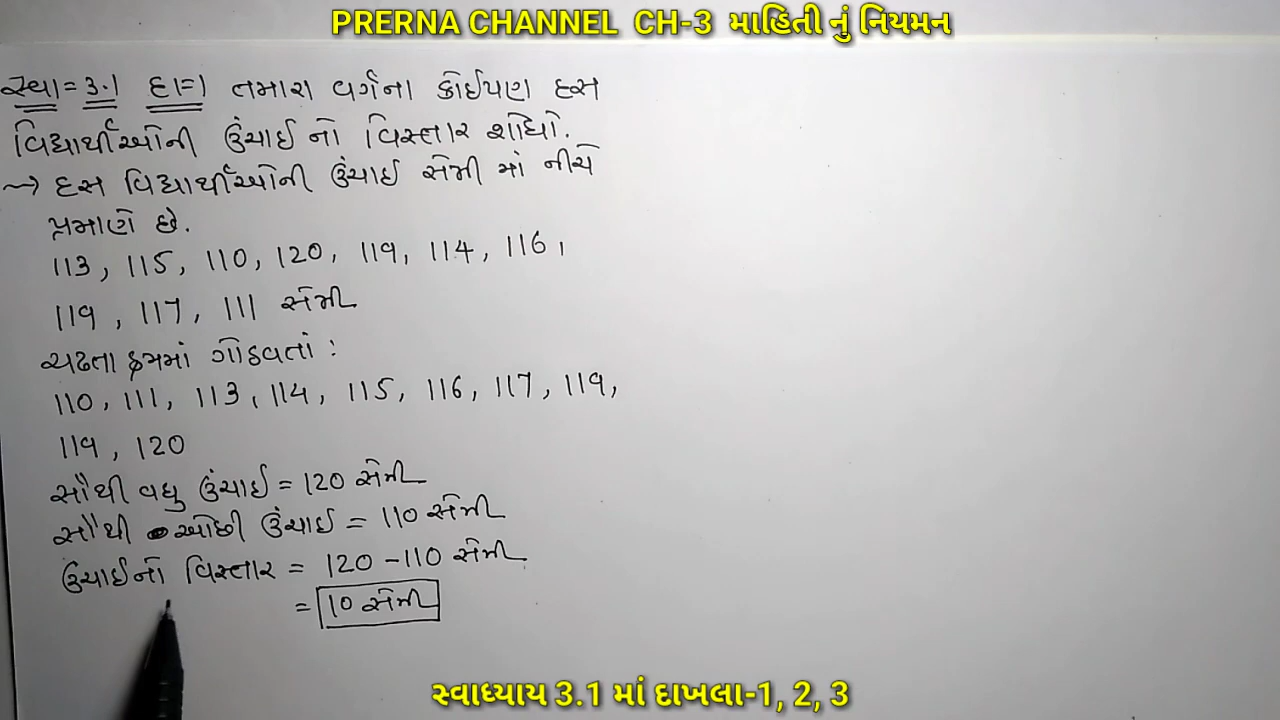 PRERNA CHANNEL CH-3 માહિતી નું નિયમન
સ્વા = 3.1 દા=1 તમારા વર્ગના કોઈપણ દસ
વિદ્યાર્થીઓની ઉંચાઈ નો વિસ્તાર શોધો.
→ દસ વિદ્યાર્થીઓની ઉંચાઈ સેમી માં નીચે
પ્રમાણે છે.
113, 115, 110, 120, 119, 114, 116,
119, 117, 111 સેમી
ચઢતા ક્રમમાં ગોઠવતાં :
110, 111, 113, 114, 115, 116, 117, 119,
119, 120
સૌથી વધુ ઉંચાઈ = 120 સેમી
સૌથી ઓછી ઉંચાઈ = 110 સેમી
ઉંચાઈનો વિસ્તાર = 120 - 110 સેમી
= 10 સેમી
સ્વાધ્યાય 3.1 માં દાખલા-1, 2, 3